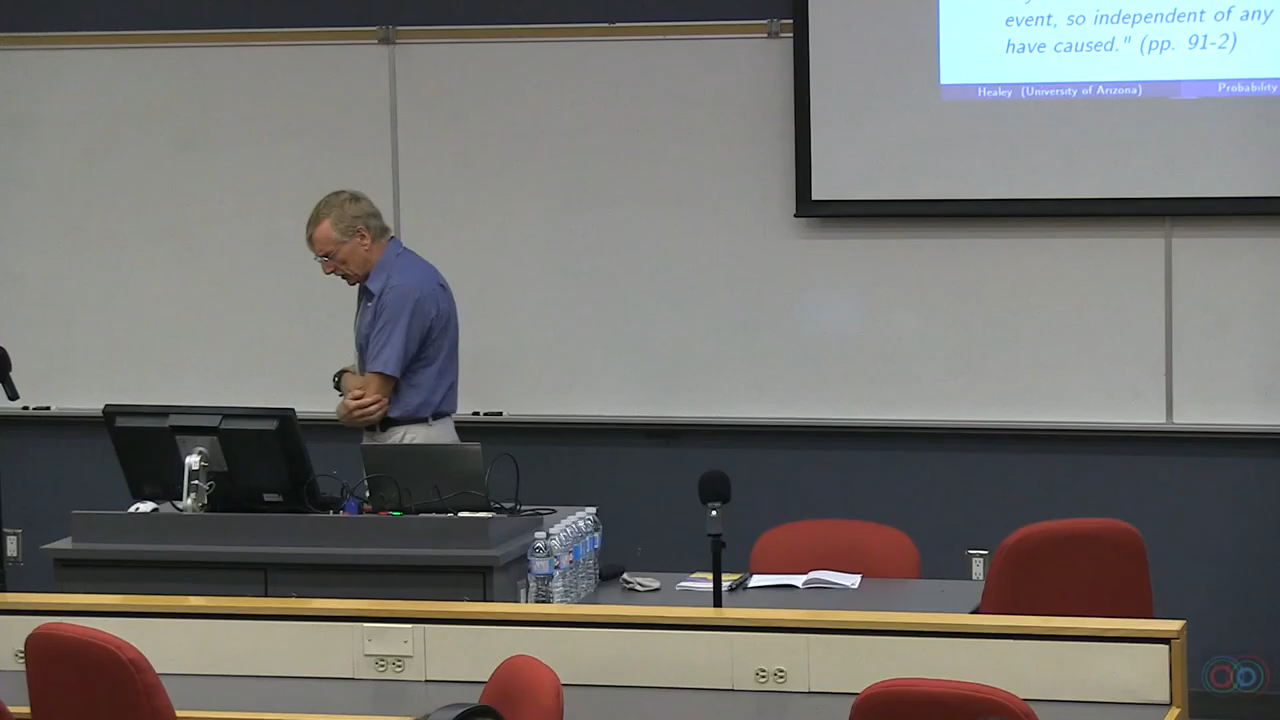 event, so independent of any
have caused." (pp. 91-2)
Healey (University of Arizona)
Probability